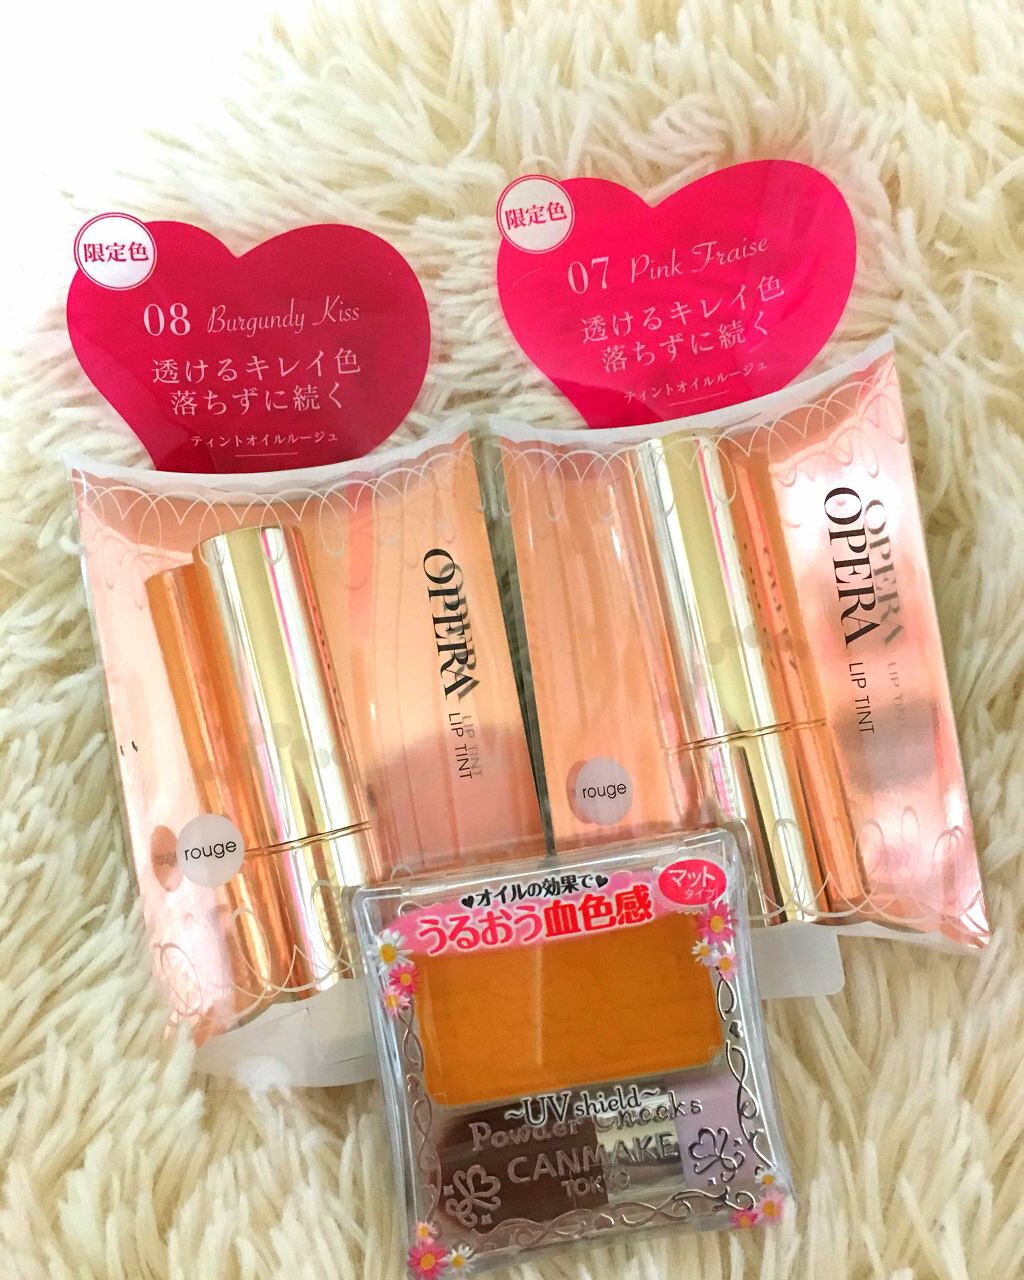 限定色
08 Burgundy Kiss
透けるキレイ色
落ちずに続く
ティントオイルルージュ
OPERA LIP TINT
rouge
限定色
07 Pink Fraise
透けるキレイ色
落ちずに続く
ティントオイルルージュ
OPERA LIP TINT
rouge
♥オイルの効果で♥
うるおう血色感
マット
タイプ
~UV shield~
Powder Cheeks
CANMAKE
TOKYO